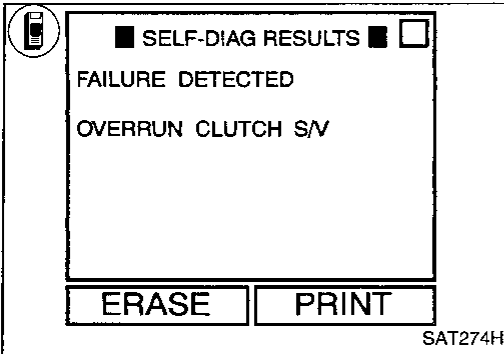 SELF-DIAG RESULTS
FAILURE DETECTED
OVERRUN CLUTCH S/V
ERASE
PRINT
SAT274H